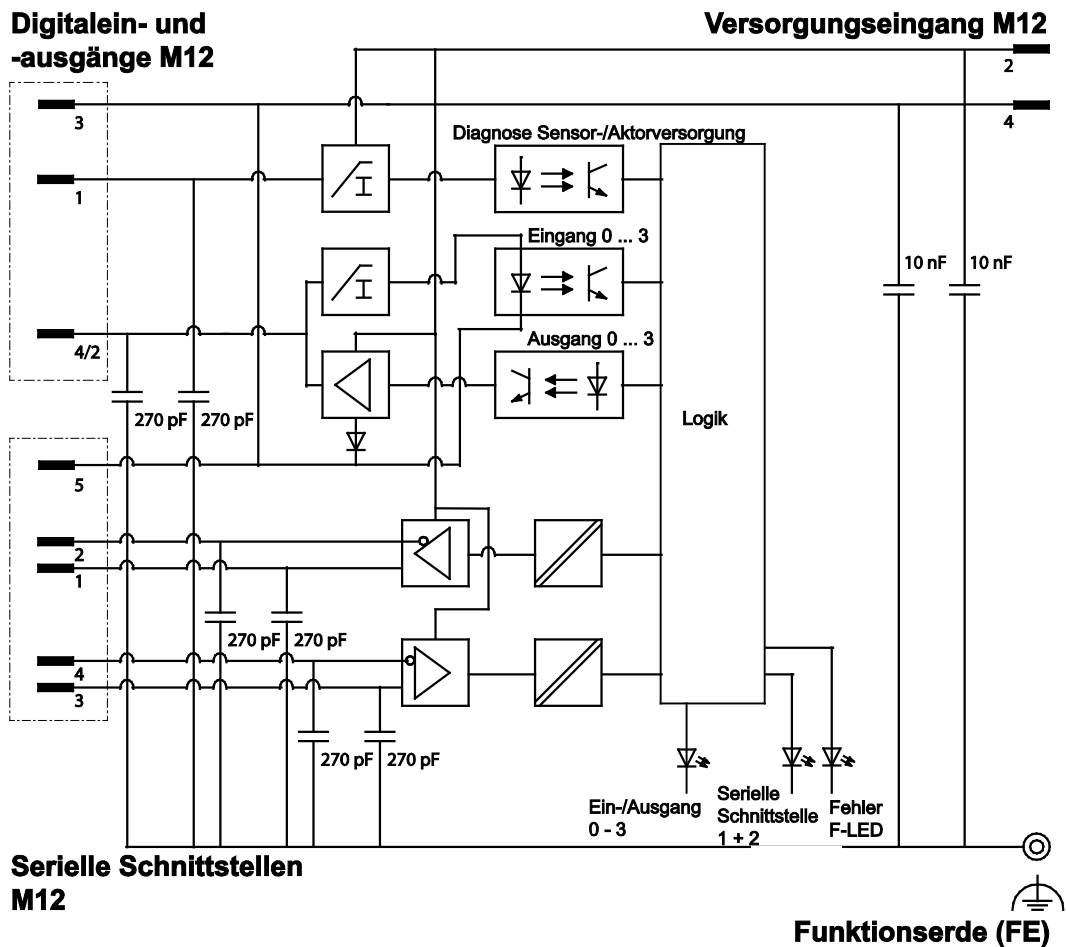 Digitalein- und
-ausgänge M12
Versorgungseingang M12
2
3
4
Diagnose Sensor-/Aktorversorgung
1
Eingang 0 ... 3
10 nF
10 nF
4/2
Ausgang 0 ... 3
270 pF
270 pF
Logik
5
2
1
270 pF
270 pF
4
3
270 pF
270 pF
Ein-/Ausgang
0 - 3
Serielle
Schnittstelle
1 + 2
Fehler
F-LED
Serielle Schnittstellen
M12
Funktionserde (FE)